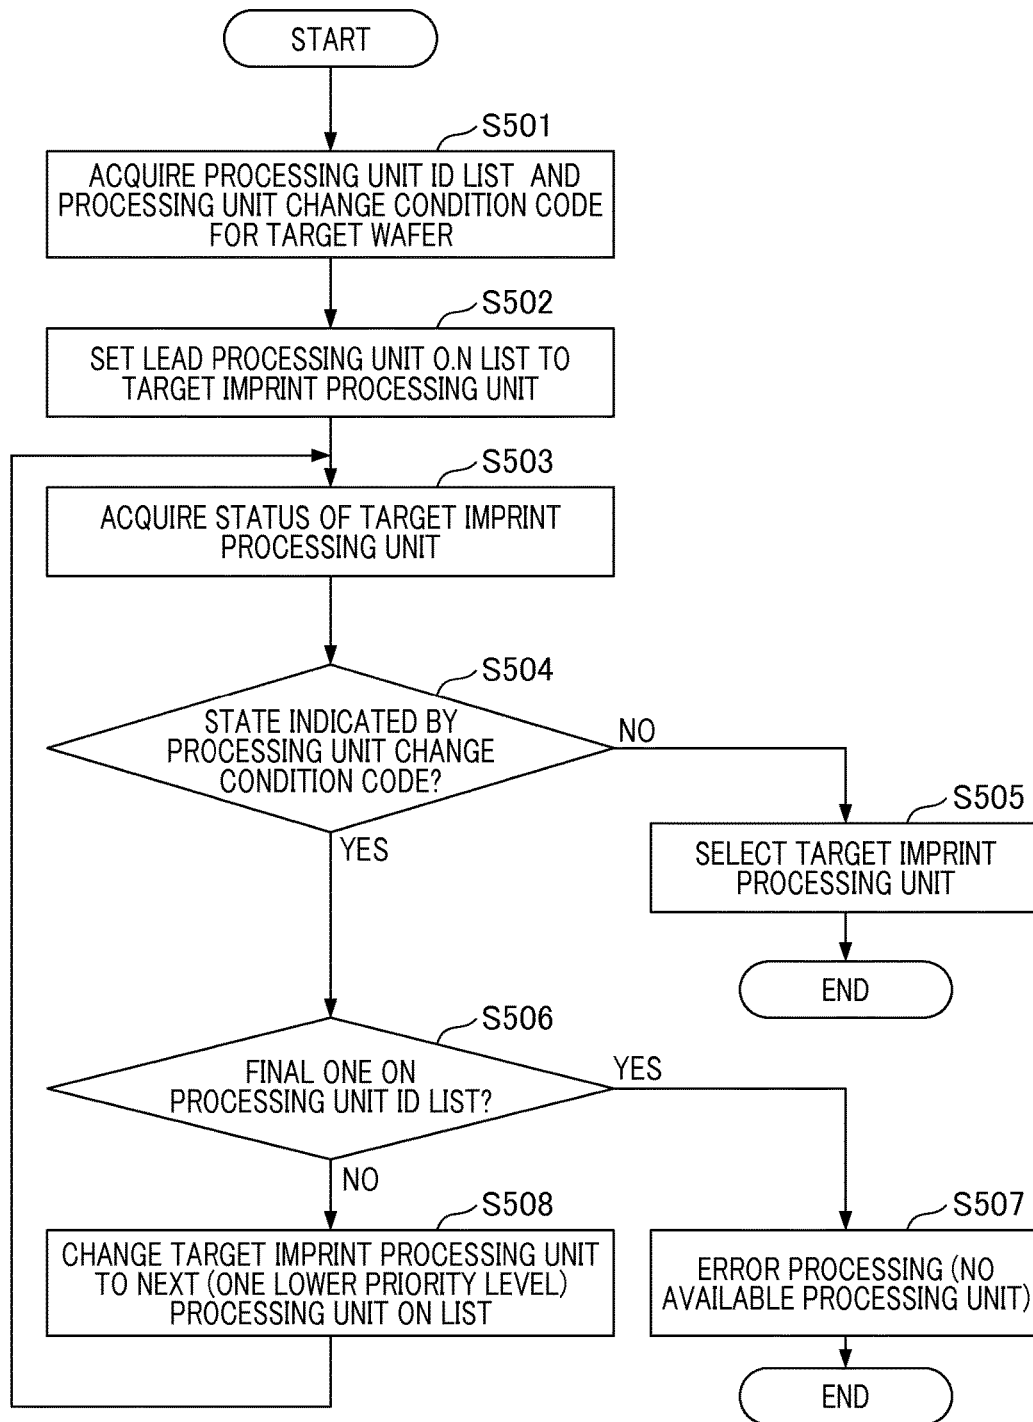 START
S501
ACQUIRE PROCESSING UNIT ID LIST AND
PROCESSING UNIT CHANGE CONDITION CODE
FOR TARGET WAFER
S502
SET LEAD PROCESSING UNIT O.N LIST TO
TARGET IMPRINT PROCESSING UNIT
S503
ACQUIRE STATUS OF TARGET IMPRINT
PROCESSING UNIT
S504
STATE INDICATED BY
PROCESSING UNIT CHANGE
CONDITION CODE?
NO
YES
S505
SELECT TARGET IMPRINT
PROCESSING UNIT
END
S506
FINAL ONE ON
PROCESSING UNIT ID LIST?
YES
NO
S508
CHANGE TARGET IMPRINT PROCESSING UNIT
TO NEXT (ONE LOWER PRIORITY LEVEL)
PROCESSING UNIT ON LIST
S507
ERROR PROCESSING (NO
AVAILABLE PROCESSING UNIT)
END